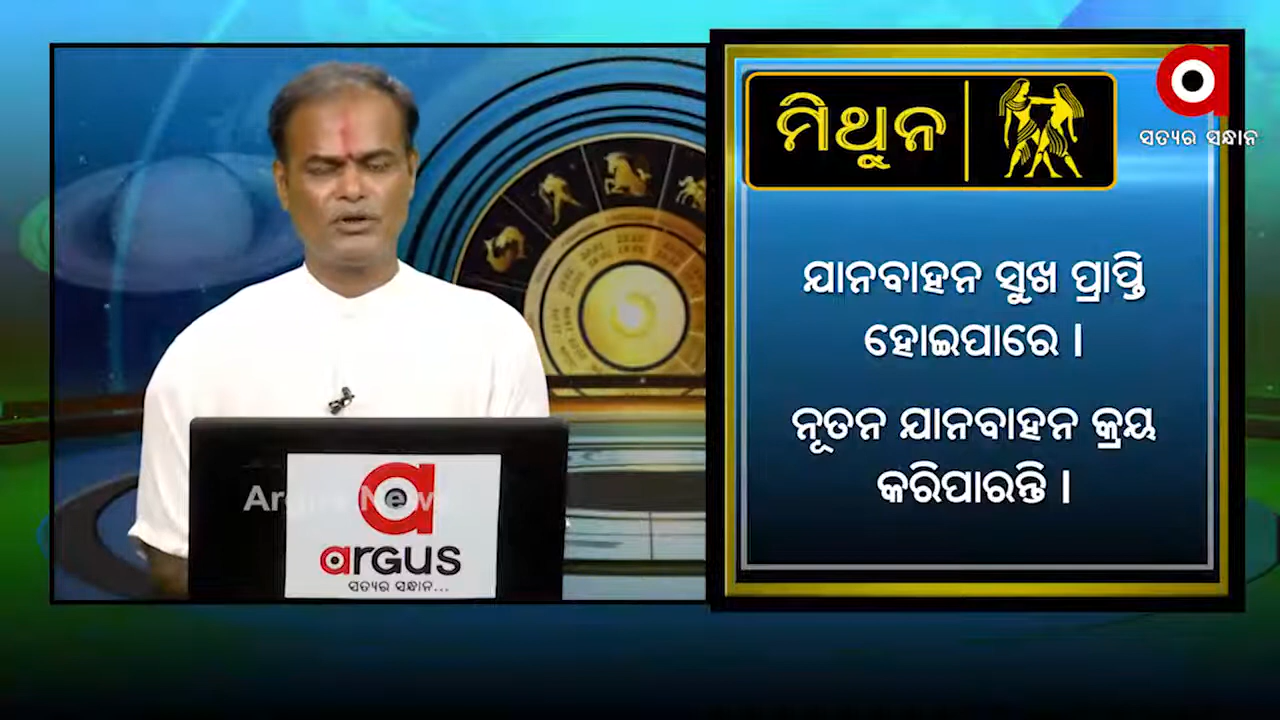 ମିଥୁନ
ସତ୍ୟର ସନ୍ଧାନ
ଯାନବାହନ ସୁଖ ପ୍ରାପ୍ତି
ହୋଇପାରେ ।
ନୂତନ ଯାନବାହନ କ୍ରୟ
କରିପାରନ୍ତି ।
Argus News
argus
ସତ୍ୟର ସନ୍ଧାନ...